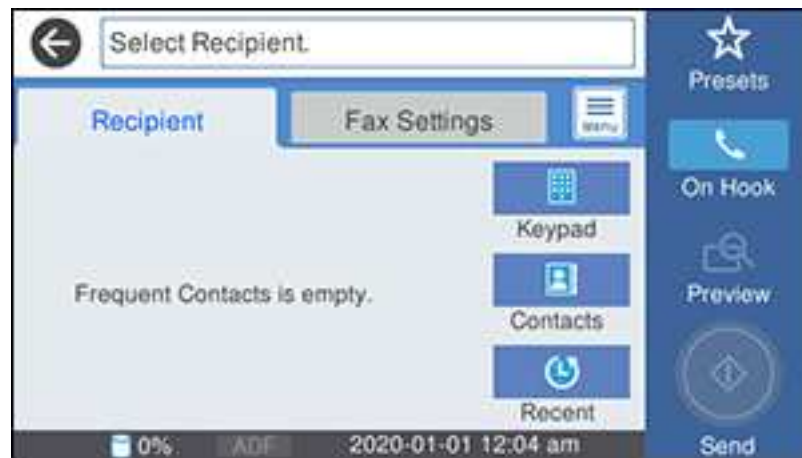 Select Recipient.
Presets
Recipient
Fax Settings
Menu
On Hook
Keypad
Frequent Contacts is empty.
Preview
Contacts
Recent
0% ADF 2020-01-01 12:04 am
Send